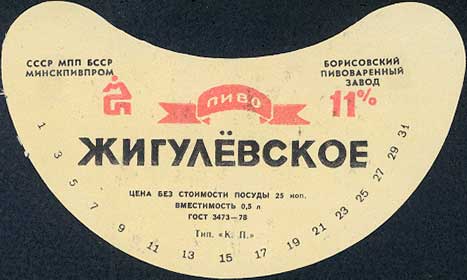 СССР МПП БССР
МИНСКПИВПРОМ
БОРИСОВСКИЙ
ПИВОВАРЕННЫЙ
ЗАВОД
ПИВО
11%
ЖИГУЛЁВСКОЕ
ЦЕНА БЕЗ СТОИМОСТИ ПОСУДЫ 25 коп.
ВМЕСТИМОСТЬ 0,5 л
ГОСТ 3473—78
Тип. «К. П.»
1 3 5 7 9 11 13 15 17 19 21 23 25 27 29 31